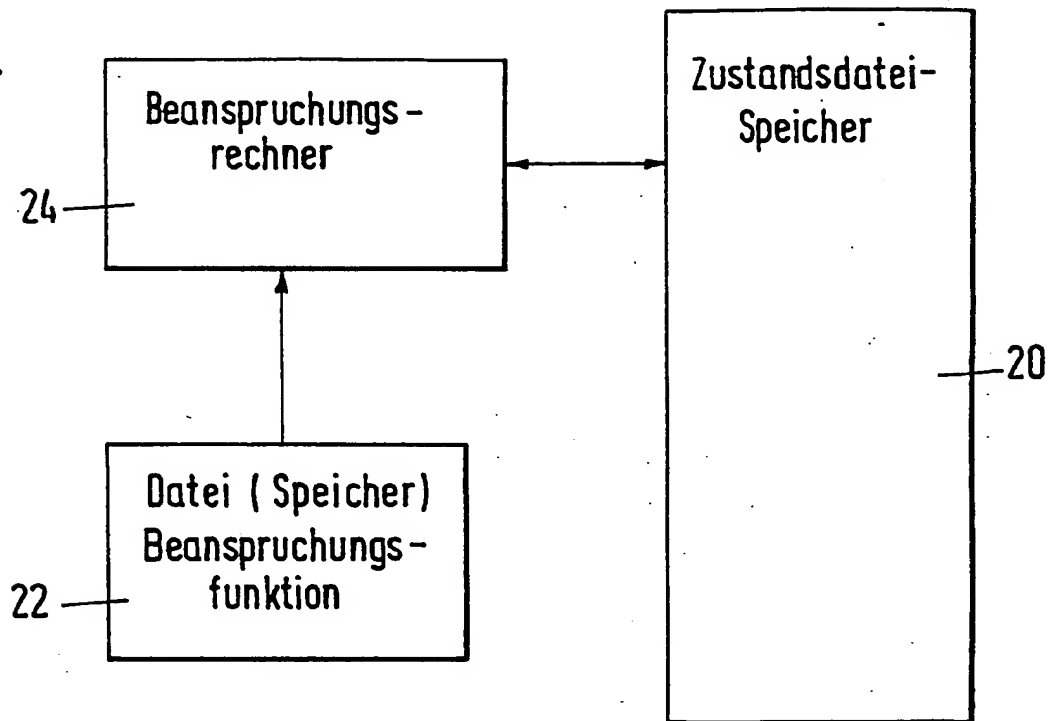 Beanspruchungs-
rechner
24
Zustandsdatei-
Speicher
20
Datei (Speicher)
Beanspruchungs-
funktion
22